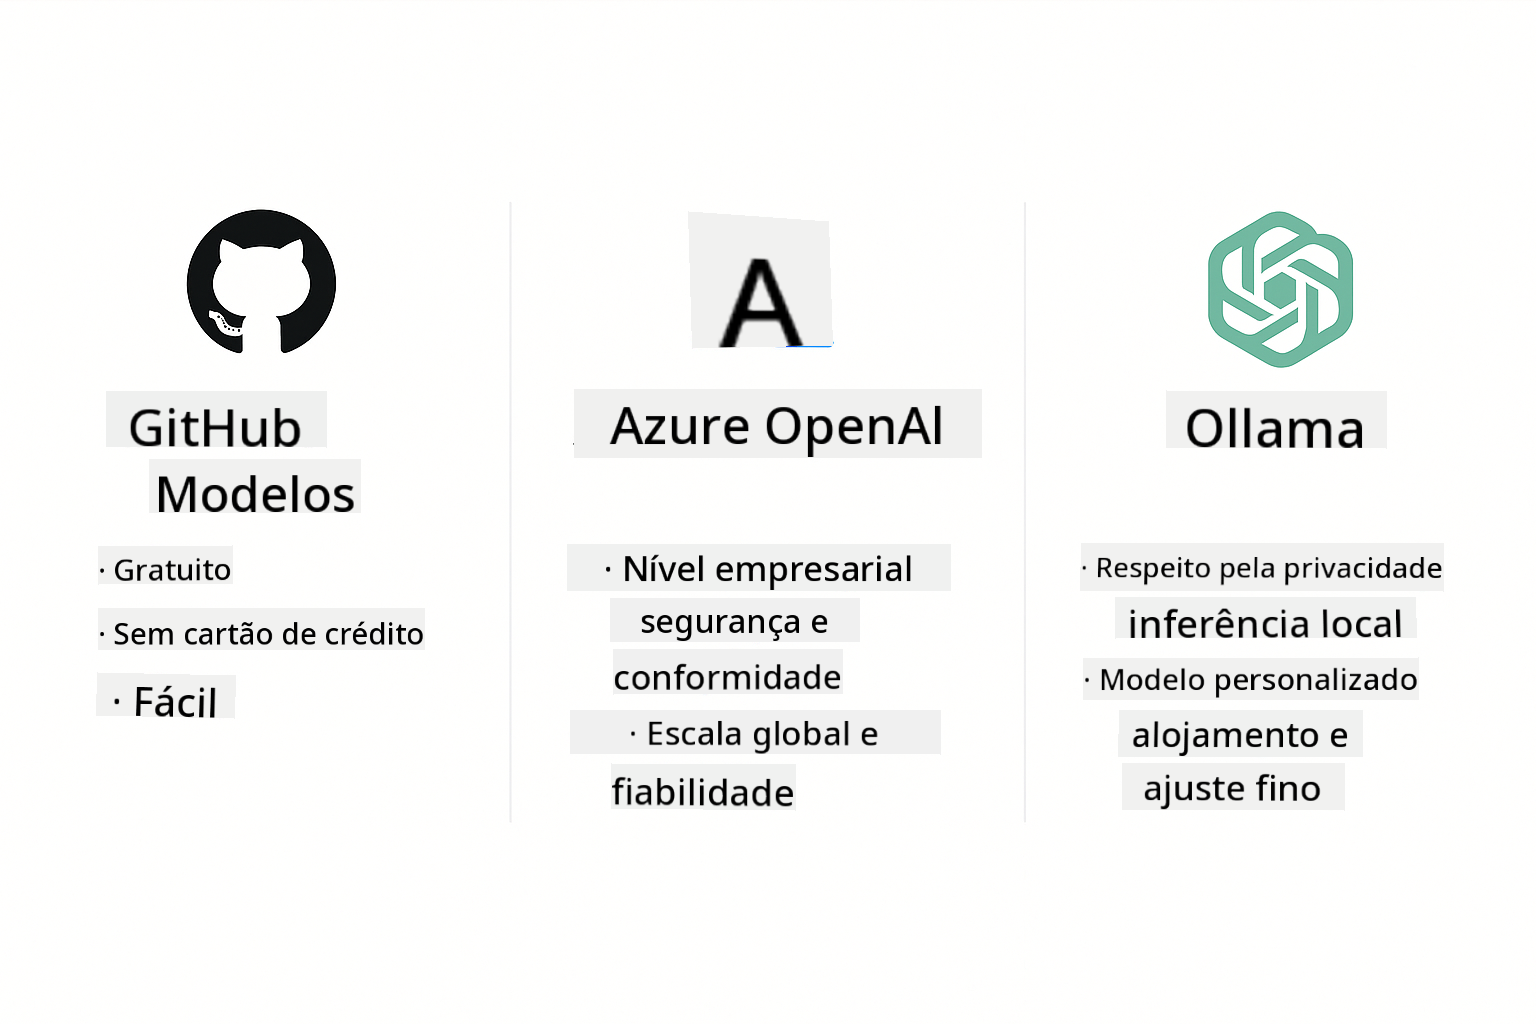 GitHub
Modelos
· Gratuito
· Sem cartão de crédito
· Fácil
A
Azure OpenAl
· Nível empresarial
segurança e
conformidade
· Escala global e
fiabilidade
Ollama
· Respeito pela privacidade
inferência local
· Modelo personalizado
alojamento e
ajuste fino